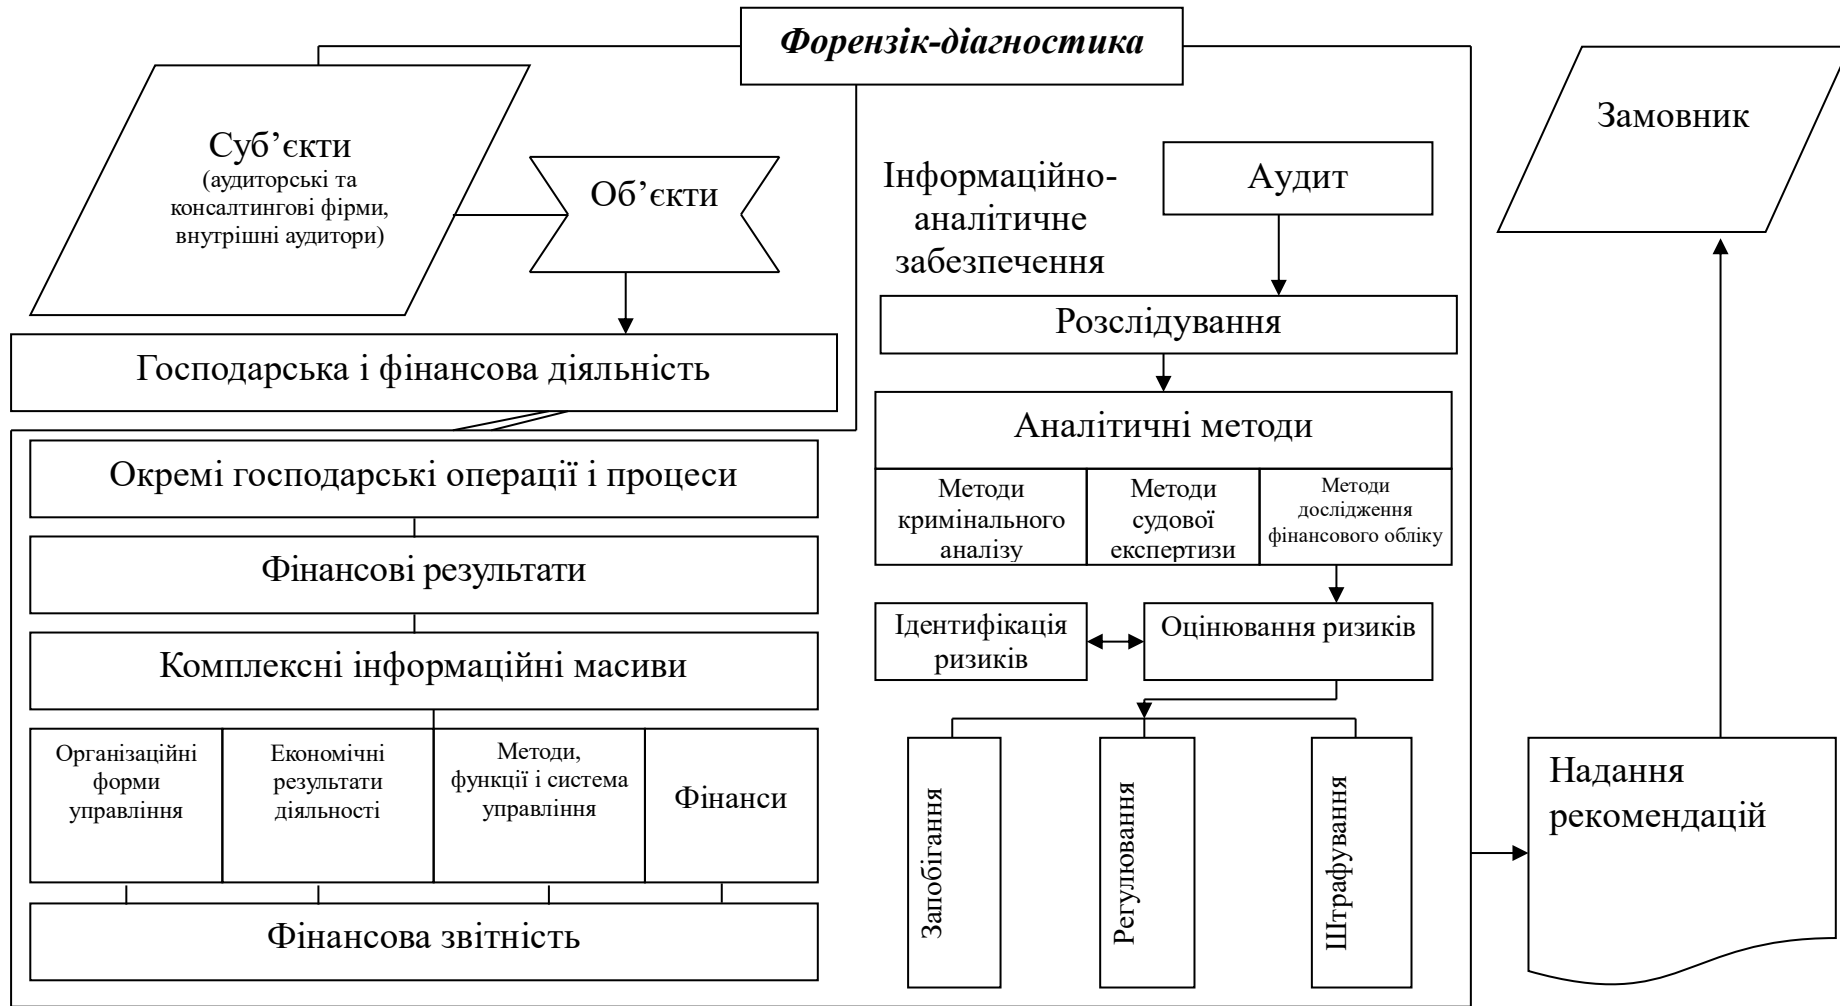 Форензік-діагностика
Суб’єкти
(аудиторські та
консалтингові фірми,
внутрішні аудитори)
Об’єкти
Господарська і фінансова діяльність
Окремі господарські операції і процеси
Фінансові результати
Комплексні інформаційні масиви
Організаційні
форми
управління
Економічні
результати
діяльності
Методи,
функції і система
управління
Фінанси
Фінансова звітність
Інформаційно-
аналітичне
забезпечення
Аудит
Розслідування
Аналітичні методи
Методи
кримінального
аналізу
Методи
судової
експертизи
Методи
дослідження
фінансового обліку
Ідентифікація
ризиків
Оцінювання ризиків
Запобігання
Регулювання
Штрафування
Замовник
Надання
рекомендацій